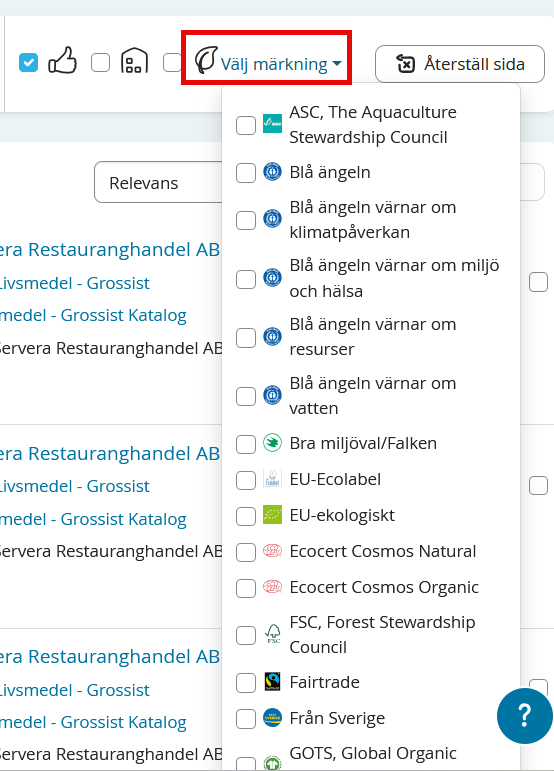 Välj märkning
Återställ sida
ASC, The Aquaculture
Stewardship Council
Relevans
Blå ängeln
Blå ängeln värnar om
klimatpåverkan
Blå ängeln värnar om miljö
och hälsa
Blå ängeln värnar om
resurser
Blå ängeln värnar om
vatten
Bra miljöval/Falken
EU-Ecolabel
EU-ekologiskt
Ecocert Cosmos Natural
Ecocert Cosmos Organic
FSC, Forest Stewardship
Council
Fairtrade
Från Sverige
GOTS, Global Organic
era Restauranghandel AB
Livsmedel - Grossist
medel - Grossist Katalog
Servera Restauranghandel AB
era Restauranghandel AB
Livsmedel - Grossist
medel - Grossist Katalog
Servera Restauranghandel AB
era Restauranghandel AB
Livsmedel - Grossist
medel - Grossist Katalog
Servera Restauranghandel AB
?